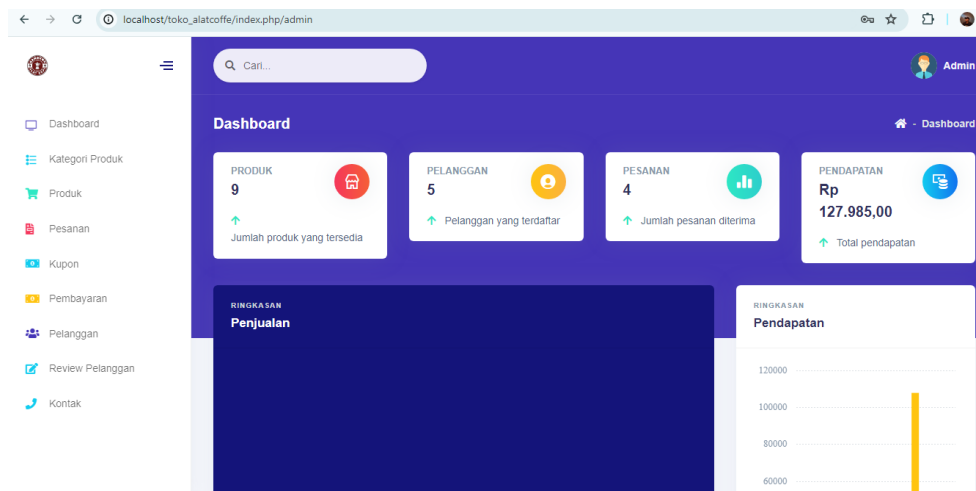 localhost/toko_alatcoffe/index.php/admin
Cari...
Admin
Dashboard
- Dashboard
Dashboard
Kategori Produk
Produk
Pesanan
Kupon
Pembayaran
Pelanggan
Review Pelanggan
Kontak
PRODUK
9
Jumlah produk yang tersedia
PELANGGAN
5
Pelanggan yang terdaftar
PESANAN
4
Jumlah pesanan diterima
PENDAPATAN
Rp
127.985,00
Total pendapatan
RINGKASAN
Penjualan
RINGKASAN
Pendapatan
120000
100000
80000
60000